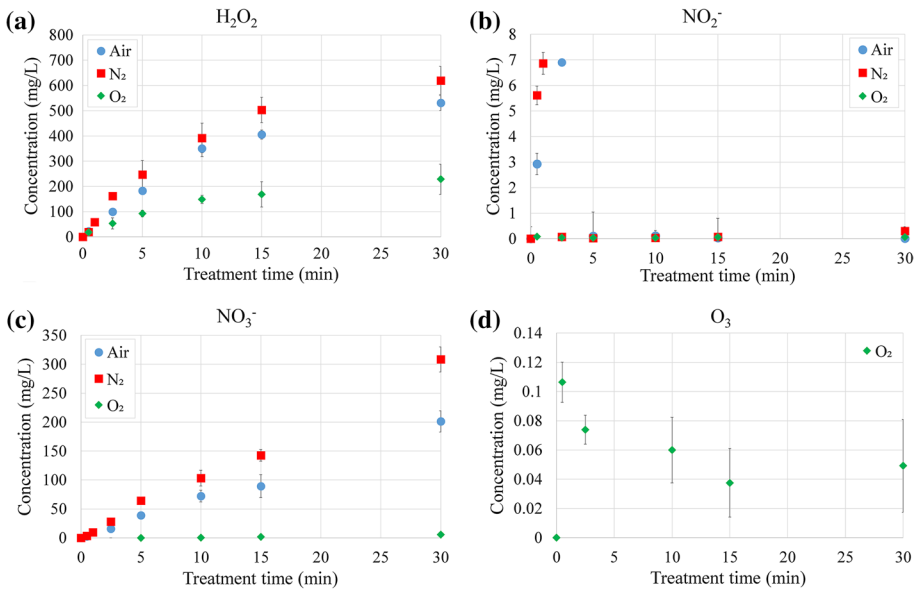 (a)
H₂O₂
Concentration (mg/L)
800
700
600
500
400
300
200
100
0
Air
N₂
O₂
0 5 10 15 20 25 30
Treatment time (min)
(b)
NO₂⁻
Concentration (mg/L)
8
7
6
5
4
3
2
1
0
Air
N₂
O₂
0 5 10 15 20 25 30
Treatment time (min)
(c)
NO₃⁻
Concentration (mg/L)
350
300
250
200
150
100
50
0
Air
N₂
O₂
0 5 10 15 20 25 30
Treatment time (min)
(d)
O₃
Concentration (mg/L)
0.14
0.12
0.1
0.08
0.06
0.04
0.02
0
O₂
0 5 10 15 20 25 30
Treatment time (min)